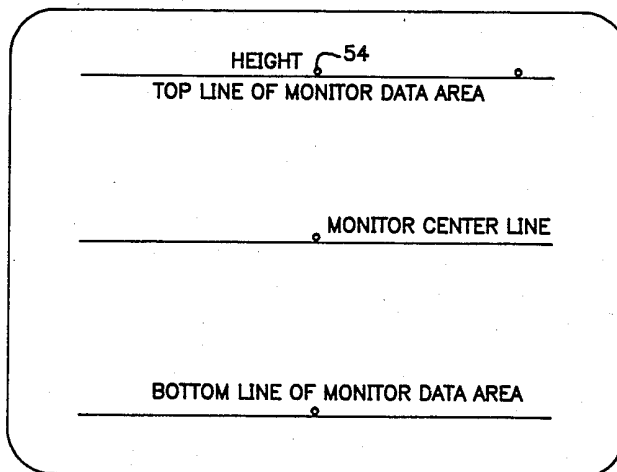 HEIGHT 54
TOP LINE OF MONITOR DATA AREA
MONITOR CENTER LINE
BOTTOM LINE OF MONITOR DATA AREA